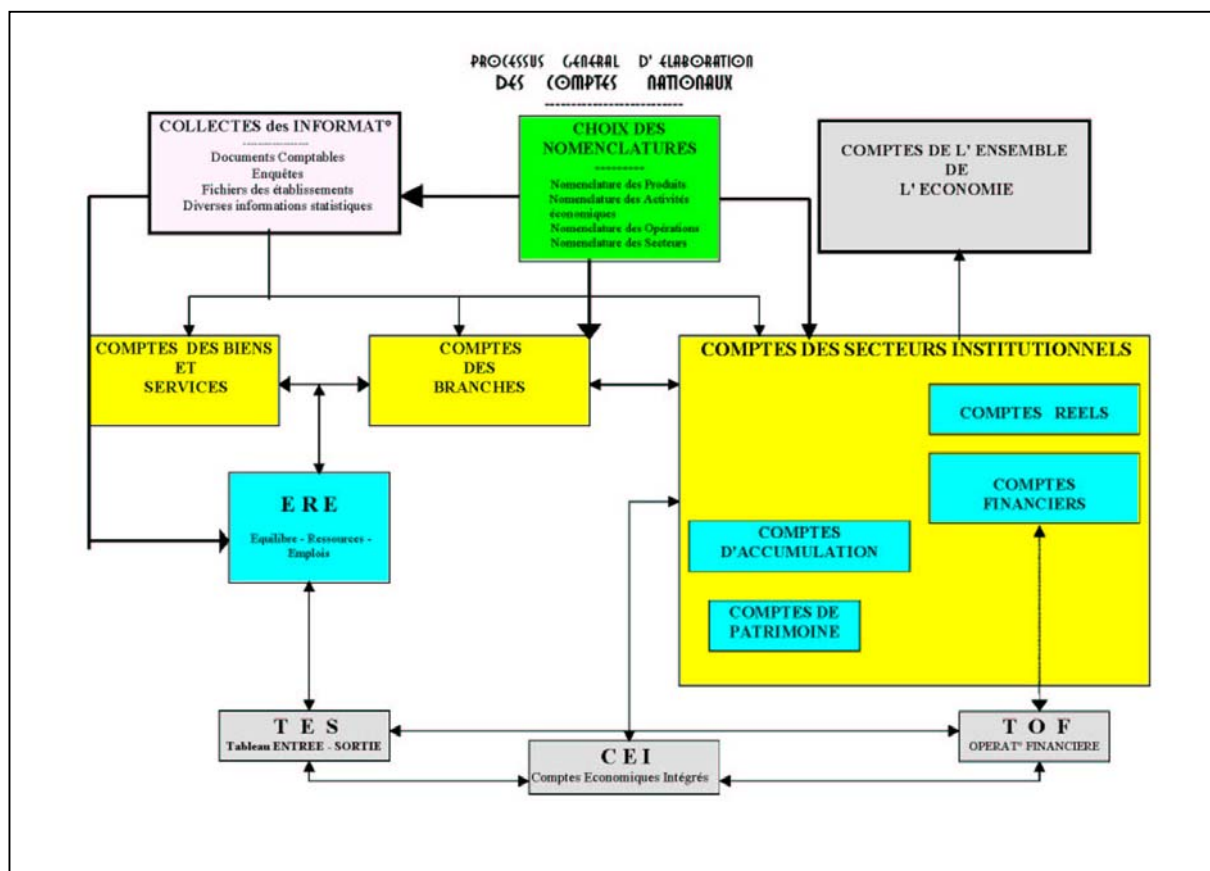 PROCESSUS GENERAL D' ELABORATION
DES COMPTES NATIONAUX
---------------------------
COLLECTES des INFORMAT°
------------------
Documents Comptables
Enquêtes
Fichiers des établissements
Diverses informations statistiques
CHOIX DES
NOMENCLATURES
---------
Nomenclature des Produits
Nomenclature des Activités
économiques
Nomenclature des Opérations
Nomenclature des Secteurs
COMPTES DE L' ENSEMBLE
DE
L' ECONOMIE
COMPTES DES BIENS
ET
SERVICES
COMPTES
DES
BRANCHES
COMPTES DES SECTEURS INSTITUTIONNELS
COMPTES REELS
COMPTES
FINANCIERS
COMPTES
D'ACCUMULATION
COMPTES DE
PATRIMOINE
E R E
Equilibre - Ressources -
Emplois
T E S
Tableau ENTREE - SORTIE
C E I
Comptes Economiques Intégrés
T O F
OPERAT° FINANCIERE